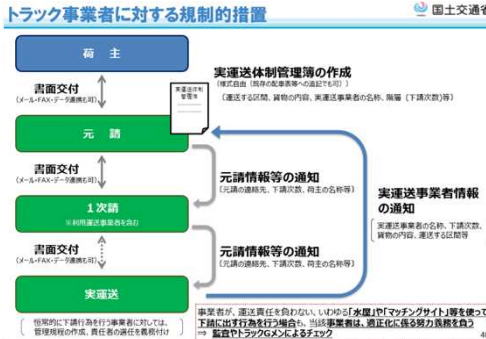 トラック事業者に対する規制的措置
国土交通省
荷 主
書面交付
(メール・FAX・データ連携も可)
実運送体制
管理簿
実運送体制管理簿の作成
(様式自由(既存の配車表等への追記でも可))
(運送する区間、貨物の内容、実運送事業者の名称、階層(下請次数)等)
元 請
書面交付
(メール・FAX・データ連携も可)
元請情報等の通知
(元請の連絡先、下請次数、荷主の名称等)
1次請
※利用運送事業者を含む
実運送事業者情報
の通知
実運送事業者の名称、下請次数、
貨物の内容、運送する区間等
書面交付
(メール・FAX・データ連携も可)
元請情報等の通知
(元請の連絡先、下請次数、荷主の名称等)
実運送
恒常的に下請行為を行う事業者に対しては、
管理規程の作成、責任者の選任を義務付け
事業者が、運送責任を負わない、いわゆる「水屋」や「マッチングサイト」等を使って
下請に出す行為を行う場合も、当該事業者は、適正化に係る努力義務を負う
⇒ 監査やトラックGメンによるチェック